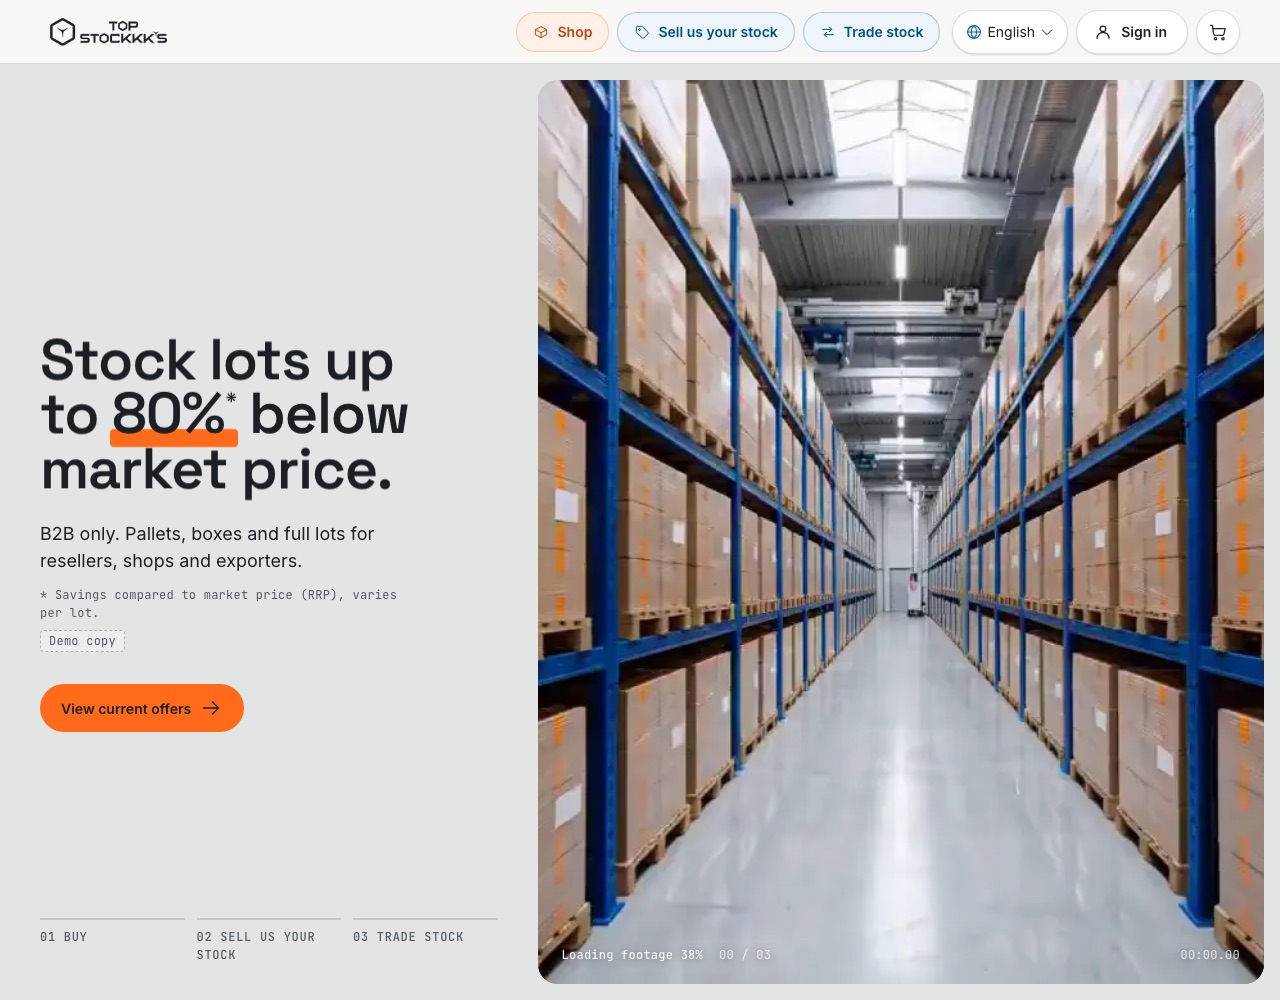 TOP
STOCKKK'S
Shop
Sell us your stock
Trade stock
English
Sign in
Stock lots up
to 80%* below
market price.
B2B only. Pallets, boxes and full lots for
resellers, shops and exporters.
* Savings compared to market price (RRP), varies
per lot.
Demo copy
View current offers
01 BUY
02 SELL US YOUR
STOCK
03 TRADE STOCK
Loading footage 38% 00 / 03
00:00.00